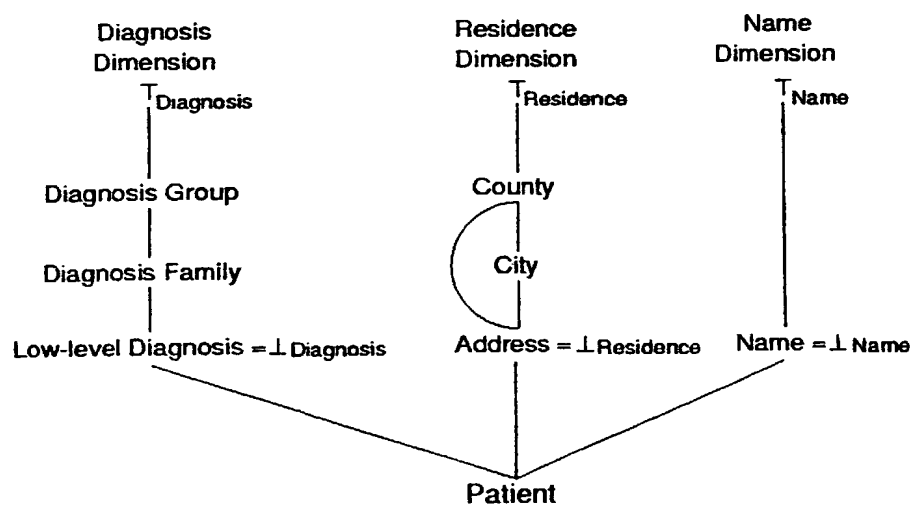 Diagnosis
Dimension
⊤Diagnosis
Diagnosis Group
Diagnosis Family
Low-level Diagnosis =⊥Diagnosis
Residence
Dimension
⊤Residence
County
City
Address =⊥Residence
Name
Dimension
⊤Name
Name =⊥Name
Patient